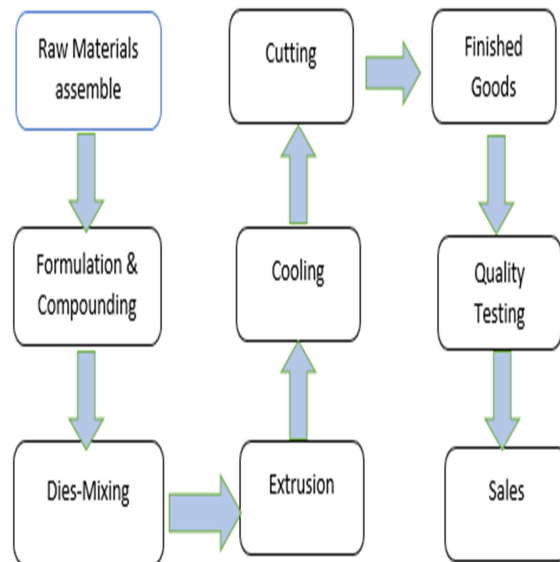 Raw Materials
assemble
Formulation &
Compounding
Dies-Mixing
Extrusion
Cooling
Cutting
Finished
Goods
Quality
Testing
Sales